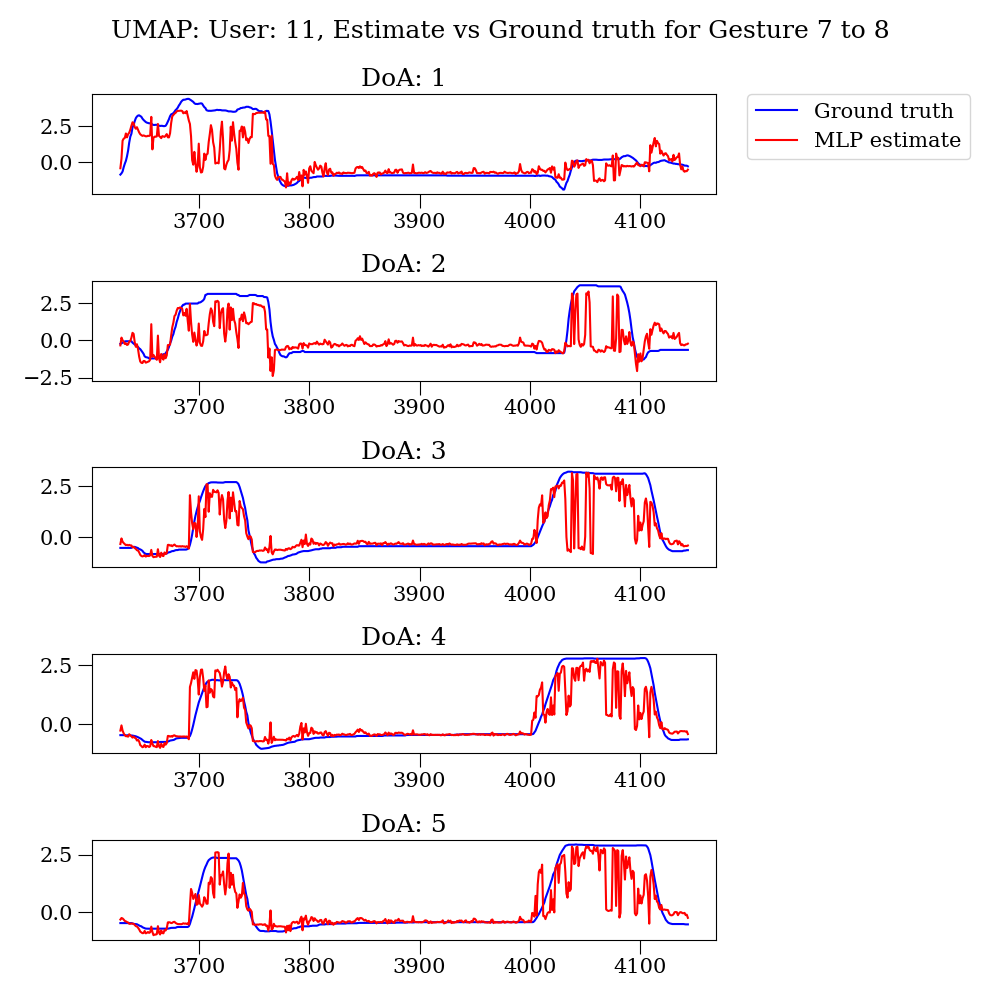 UMAP: User: 11, Estimate vs Ground truth for Gesture 7 to 8
DoA: 1
Ground truth
MLP estimate
2.5
0.0
3700 3800 3900 4000 4100
DoA: 2
2.5
0.0
−2.5
3700 3800 3900 4000 4100
DoA: 3
2.5
0.0
3700 3800 3900 4000 4100
DoA: 4
2.5
0.0
3700 3800 3900 4000 4100
DoA: 5
2.5
0.0
3700 3800 3900 4000 4100